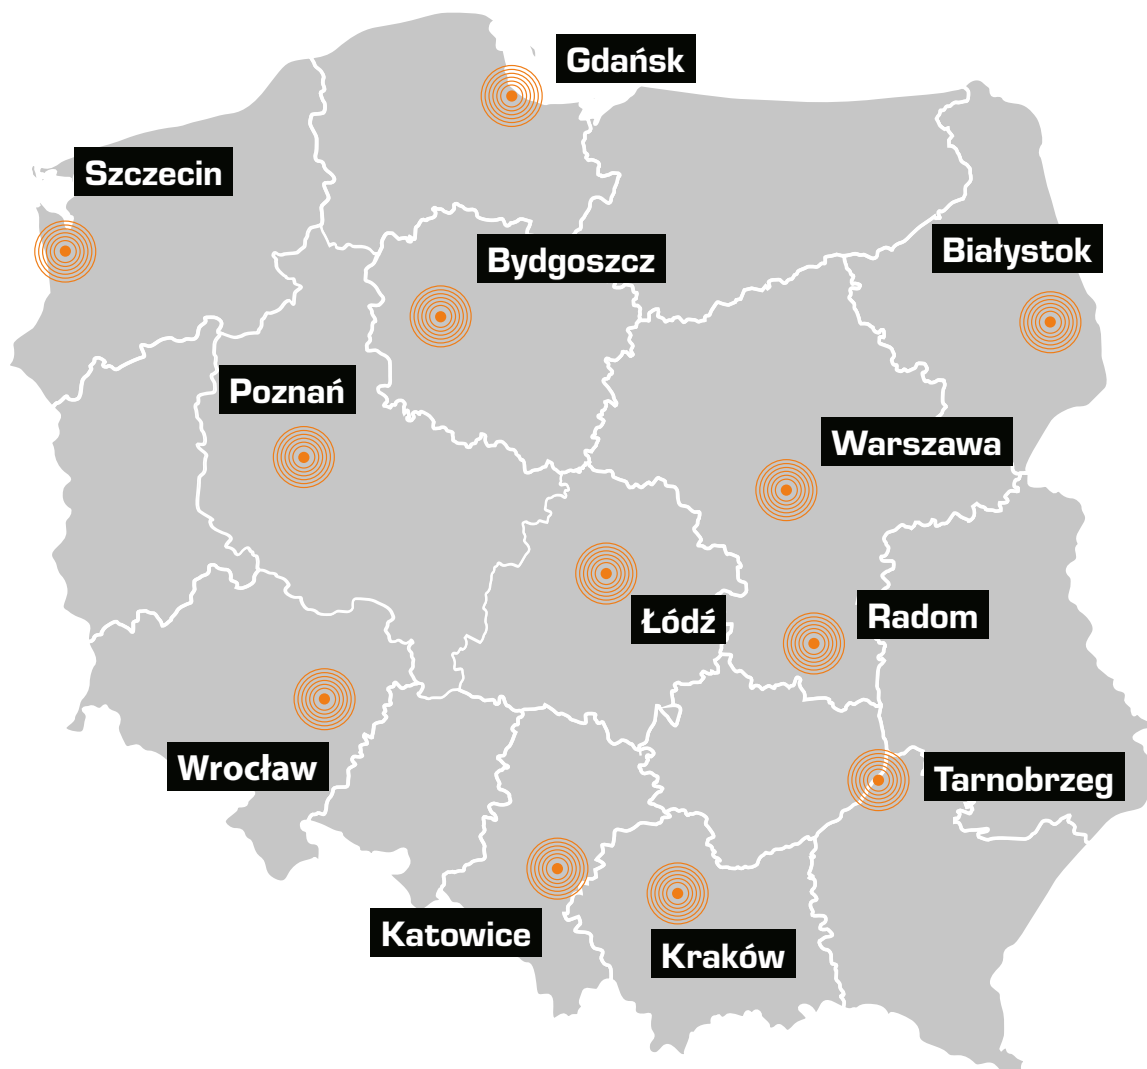 Gdańsk
Szczecin
Białystok
Bydgoszcz
Poznań
Warszawa
Radom
Łódź
Wrocław
Tarnobrzeg
Katowice
Kraków